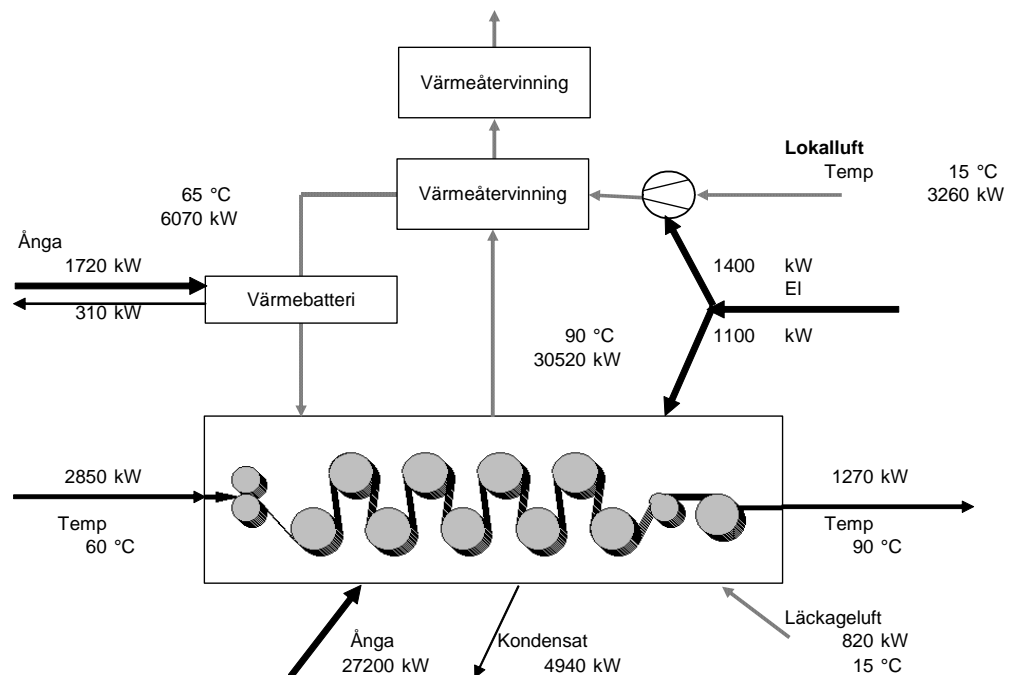 Värmeåtervinning
Lokalluft
Temp
15 °C
3260 kW
Värmeåtervinning
65 °C
6070 kW
Ånga
1720 kW
310 kW
Värmebatteri
1400 kW
El
1100 kW
90 °C
30520 kW
2850 kW
Temp
60 °C
1270 kW
Temp
90 °C
Ånga
27200 kW
Kondensat
4940 kW
Läckageluft
820 kW
15 °C